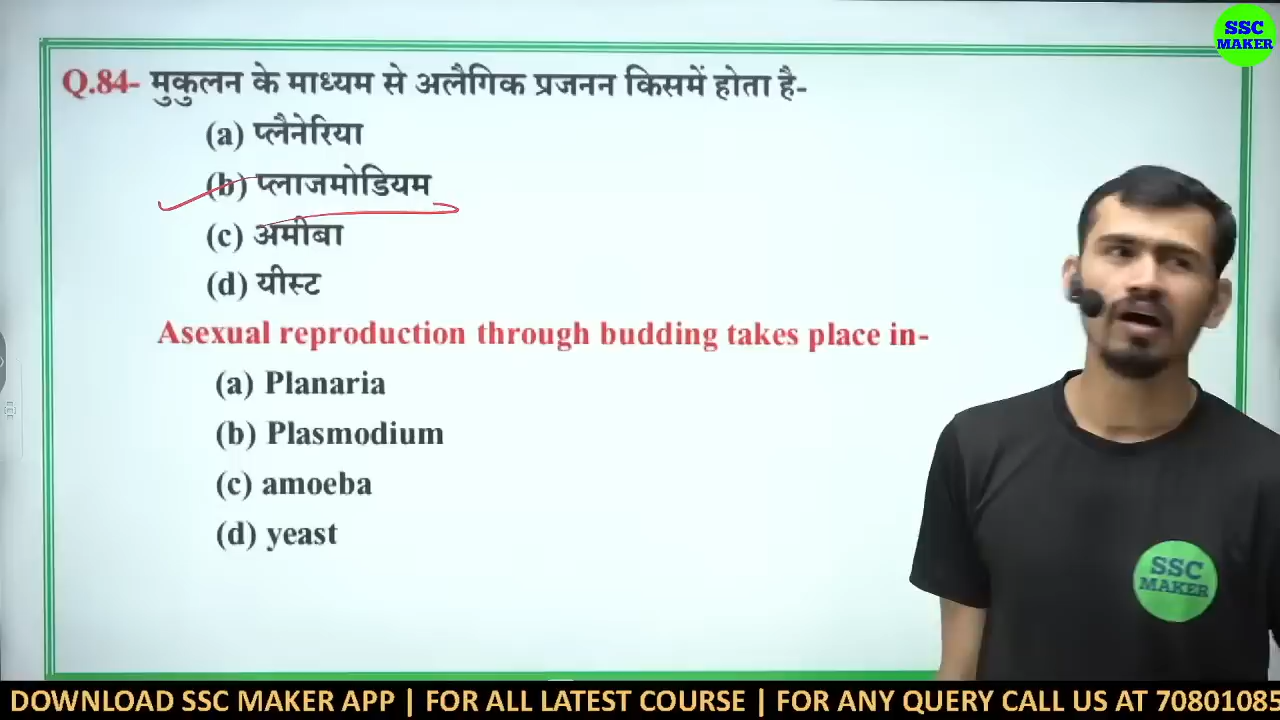 SSC
MAKER
Q.84- मुकुलन के माध्यम से अलैगिक प्रजनन किसमें होता है-
(a) प्लैनेरिया
(b) प्लाजमोडियम
(c) अमीबा
(d) यीस्ट
Asexual reproduction through budding takes place in-
(a) Planaria
(b) Plasmodium
(c) amoeba
(d) yeast
SSC
MAKER
DOWNLOAD SSC MAKER APP | FOR ALL LATEST COURSE | FOR ANY QUERY CALL US AT 70801085